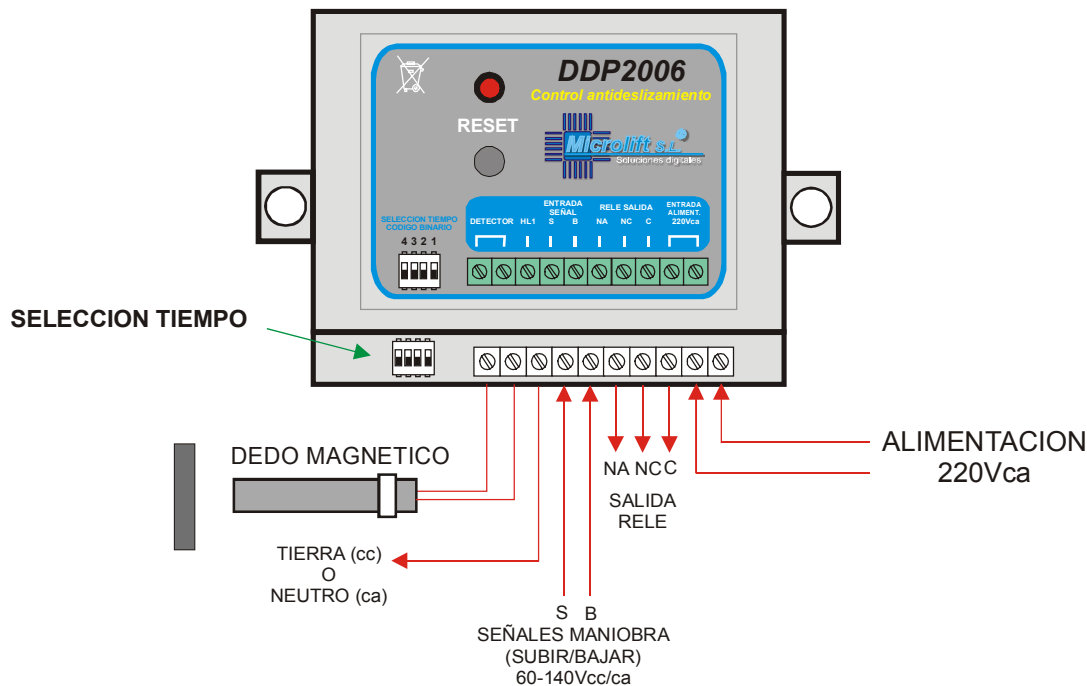 DDP2006
Control antideslizamiento
RESET
Microlift S.L.
Soluciones digitales
SELECCION TIEMPO
CODIGO BINARIO
4 3 2 1
DETECTOR HL1
ENTRADA
SEÑAL
S B
RELE SALIDA
NA NC C
ENTRADA
ALIMENT.
220Vca
SELECCION TIEMPO
DEDO MAGNETICO
TIERRA (cc)
O
NEUTRO (ca)
S B
SEÑALES MANIOBRA
(SUBIR/BAJAR)
60-140Vcc/ca
NA NC C
SALIDA
RELE
ALIMENTACION
220Vca